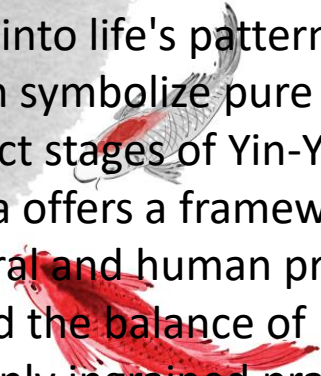 into life's pattern
symbolize pure
ct stages of Yin-Y
a offers a framew
ral and human pr
d the balance of